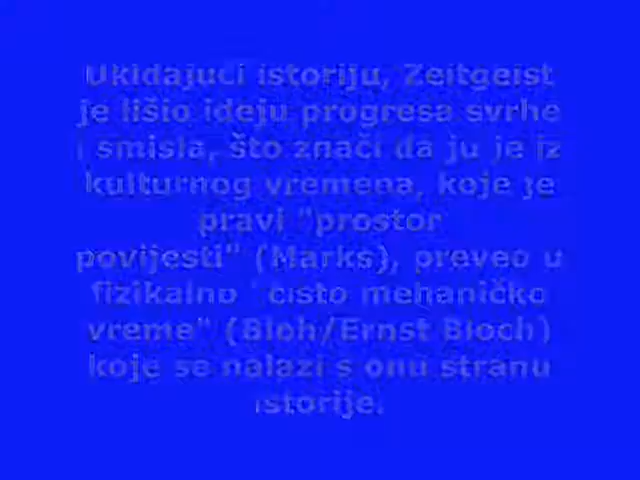 Ukidajući istoriju, Zeitgeist
je lišio ideju progresa svrhe
i smisla, što znači da ju je iz
kulturnog vremena, koje je
pravi "prostor
povijesti" (Marks), preveo u
fizikalno "čisto mehaničko
vreme" (Bloh/Ernst Bloch)
koje se nalazi s onu stranu
istorije.